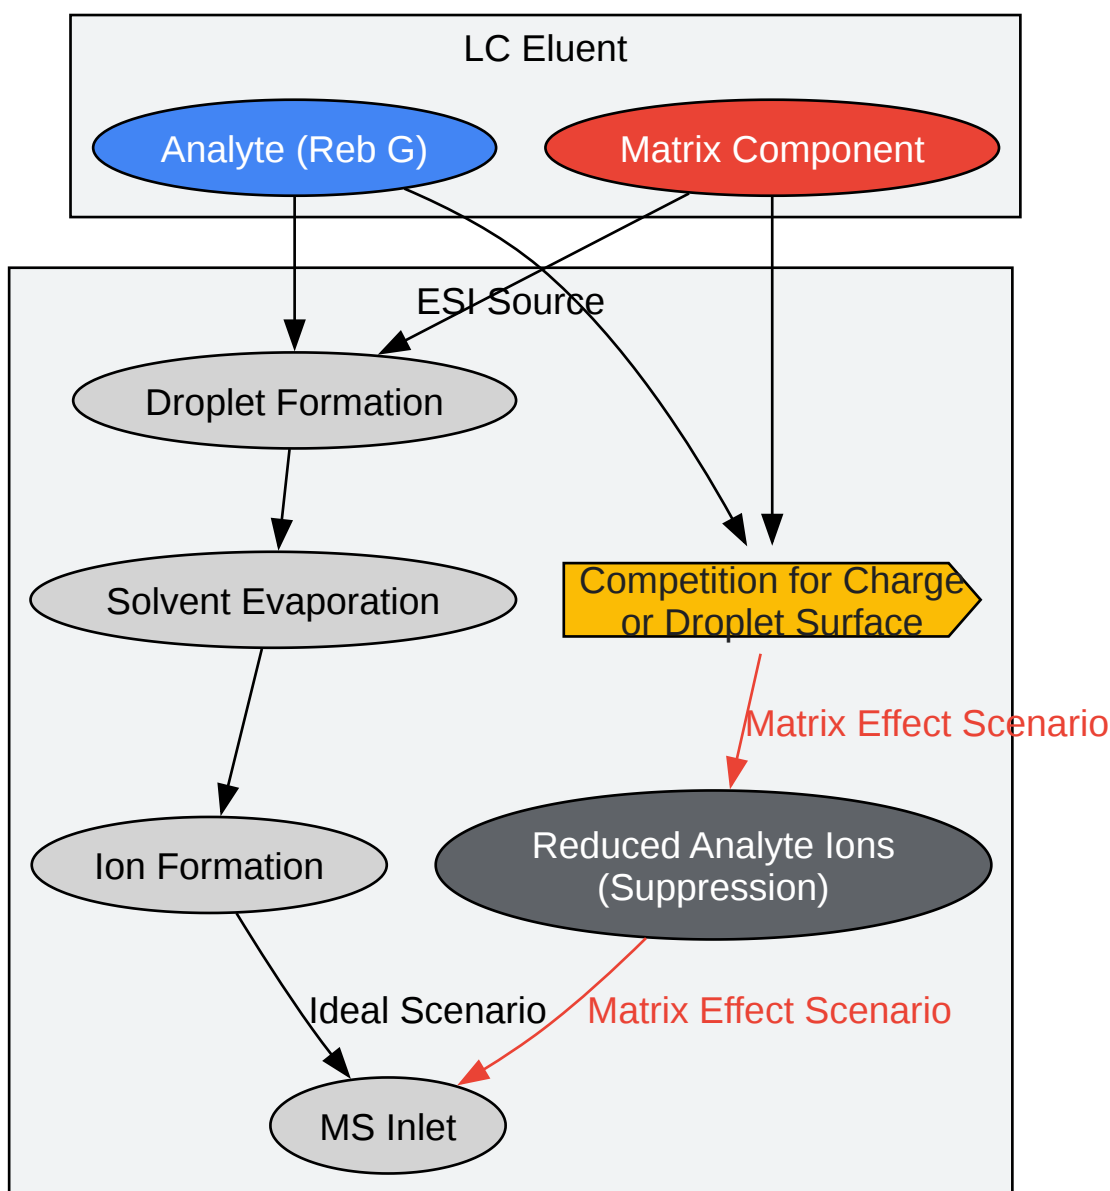 LC Eluent
Analyte (Reb G)
Matrix Component
ESI Source
Droplet Formation
Solvent Evaporation
Competition for Charge
or Droplet Surface
Matrix Effect Scenario
Ion Formation
Reduced Analyte Ions
(Suppression)
Ideal Scenario
Matrix Effect Scenario
MS Inlet